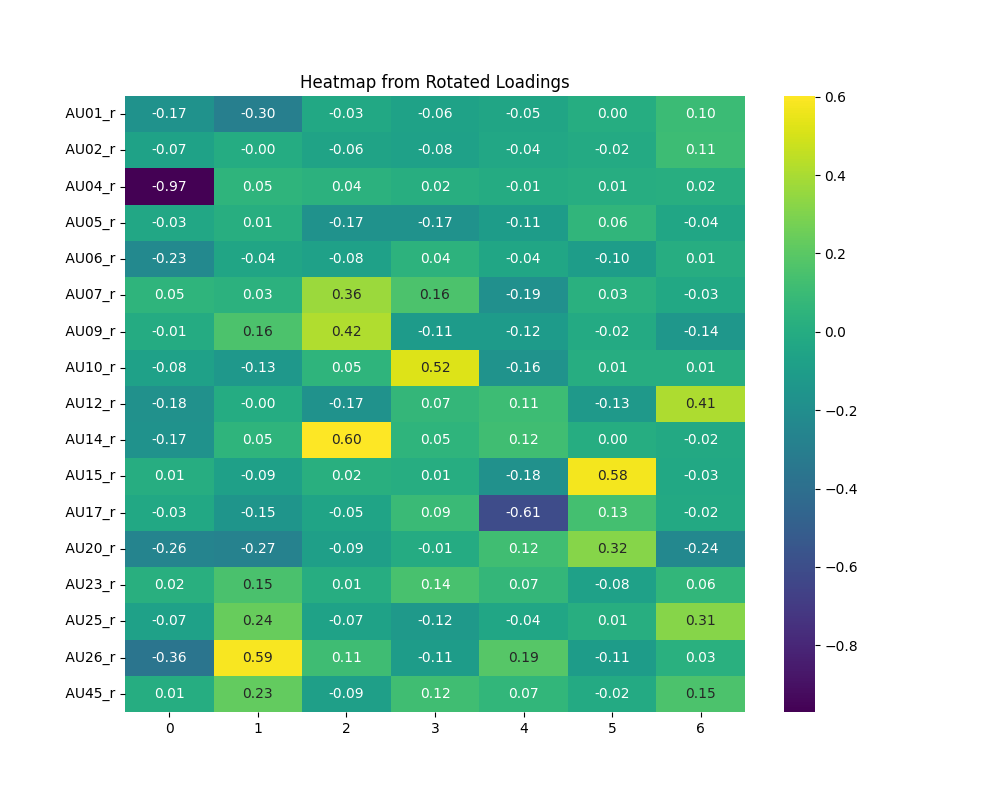 Heatmap from Rotated Loadings
AU01_r -0.17 -0.30 -0.03 -0.06 -0.05 0.00 0.10
AU02_r -0.07 -0.00 -0.06 -0.08 -0.04 -0.02 0.11
AU04_r -0.97 0.05 0.04 0.02 -0.01 0.01 0.02
AU05_r -0.03 0.01 -0.17 -0.17 -0.11 0.06 -0.04
AU06_r -0.23 -0.04 -0.08 0.04 -0.04 -0.10 0.01
AU07_r 0.05 0.03 0.36 0.16 -0.19 0.03 -0.03
AU09_r -0.01 0.16 0.42 -0.11 -0.12 -0.02 -0.14
AU10_r -0.08 -0.13 0.05 0.52 -0.16 0.01 0.01
AU12_r -0.18 -0.00 -0.17 0.07 0.11 -0.13 0.41
AU14_r -0.17 0.05 0.60 0.05 0.12 0.00 -0.02
AU15_r 0.01 -0.09 0.02 0.01 -0.18 0.58 -0.03
AU17_r -0.03 -0.15 -0.05 0.09 -0.61 0.13 -0.02
AU20_r -0.26 -0.27 -0.09 -0.01 0.12 0.32 -0.24
AU23_r 0.02 0.15 0.01 0.14 0.07 -0.08 0.06
AU25_r -0.07 0.24 -0.07 -0.12 -0.04 0.01 0.31
AU26_r -0.36 0.59 0.11 -0.11 0.19 -0.11 0.03
AU45_r 0.01 0.23 -0.09 0.12 0.07 -0.02 0.15
0 1 2 3 4 5 6
0.6
0.4
0.2
0.0
−0.2
−0.4
−0.6
−0.8